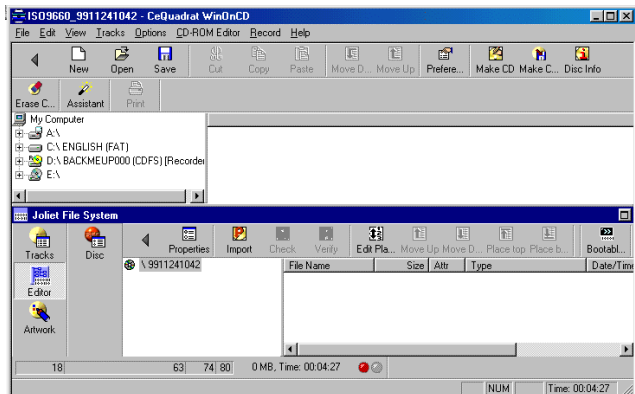 ISO9660_9911241042 - CeQuadrat WinOnCD
File Edit View Tracks Options CD-ROM Editor Record Help
New Open Save Cut Copy Paste Move D... Move Up Prefere... Make CD Make C... Disc Info
Erase C... Assistant Print
My Computer
A:\
C:\ ENGLISH (FAT)
D:\ BACKMEUP000 (CDFS) [Recorder
E:\
Joliet File System
Tracks Disc Properties Import Check Verify Edit Pla... Move Up Move D... Place top Place b... Bootabl...
\ 9911241042 File Name Size Attr Type Date/Time
Editor
Artwork
18 63 74 80 0 MB, Time: 00:04:27
NUM Time: 00:04:27